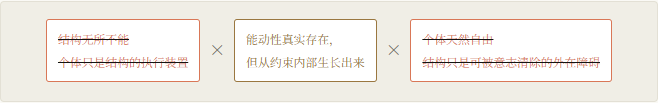 结构无所不能
个体只是结构的执行装置
×
能动性真实存在，
但从约束内部生长出来
×
个体天然自由
结构只是可被意志清除的外在障碍